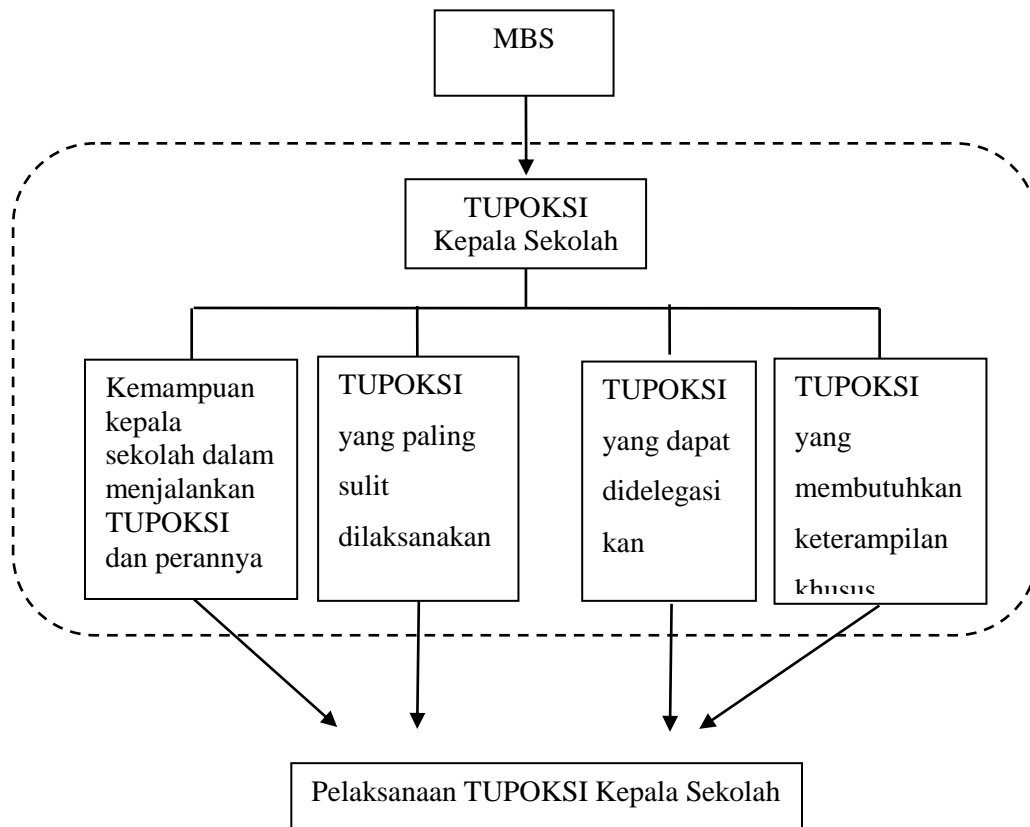 MBS
TUPOKSI
Kepala Sekolah
Kemampuan
kepala
sekolah dalam
menjalankan
TUPOKSI
dan perannya
TUPOKSI
yang paling
sulit
dilaksanakan
TUPOKSI
yang dapat
didelegasi
kan
TUPOKSI
yang
membutuhkan
keterampilan
khusus
Pelaksanaan TUPOKSI Kepala Sekolah